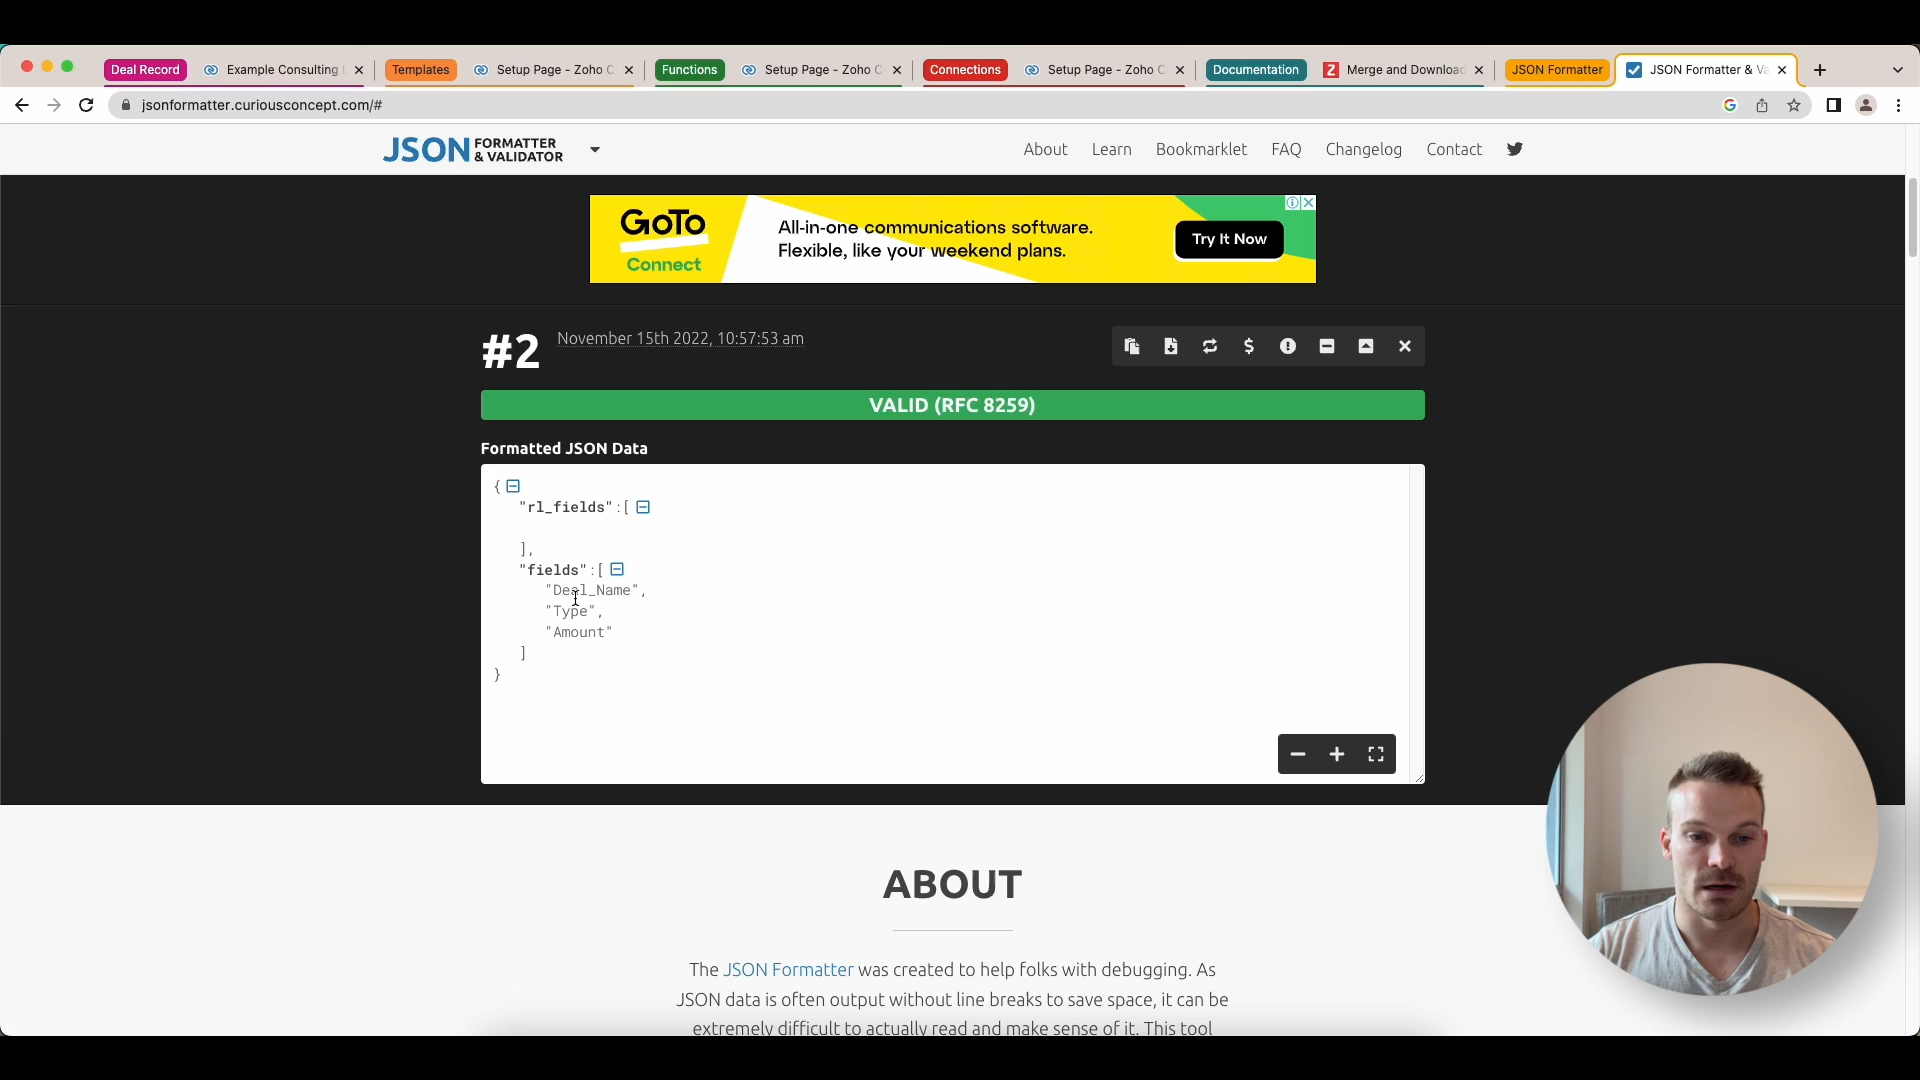 Deal Record
Example Consulting
Templates
Setup Page - Zoho C
Functions
Setup Page - Zoho C
Connections
Setup Page - Zoho C
Documentation
Merge and Download
JSON Formatter
JSON Formatter & Va
jsonformatter.curiousconcept.com/#
JSON FORMATTER & VALIDATOR
About
Learn
Bookmarklet
FAQ
Changelog
Contact
GoTo
Connect
All-in-one communications software.
Flexible, like your weekend plans.
Try It Now
#2
November 15th 2022, 10:57:53 am
VALID (RFC 8259)
Formatted JSON Data
{
"rl_fields":[
],
"fields":[
"Deal_Name",
"Type",
"Amount"
]
}
ABOUT
The JSON Formatter was created to help folks with debugging. As
JSON data is often output without line breaks to save space, it can be
extremely difficult to actually read and make sense of it. This tool